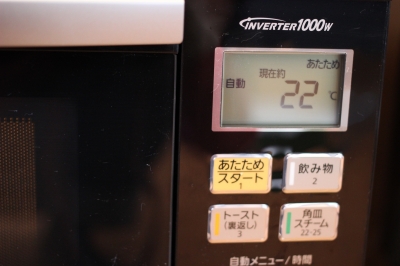 INVERTER1000W
あたため
現在約
自動
22℃
あたため
スタート
1
飲み物
2
トースト
(裏返し)
3
角皿
スチーム
22-25
自動メニュー/時間